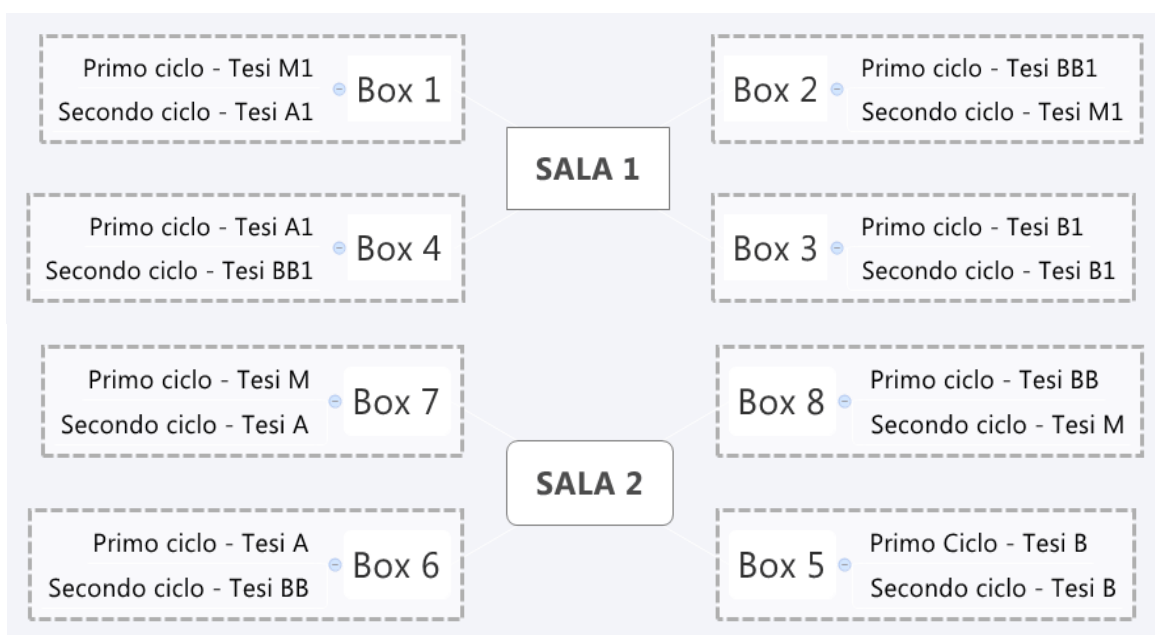 Primo ciclo - Tesi M1
Secondo ciclo - Tesi A1
Box 1
Box 2
Primo ciclo - Tesi BB1
Secondo ciclo - Tesi M1
SALA 1
Primo ciclo - Tesi A1
Secondo ciclo - Tesi BB1
Box 4
Box 3
Primo ciclo - Tesi B1
Secondo ciclo - Tesi B1
Primo ciclo - Tesi M
Secondo ciclo - Tesi A
Box 7
Box 8
Primo ciclo - Tesi BB
Secondo ciclo - Tesi M
SALA 2
Primo ciclo - Tesi A
Secondo ciclo - Tesi BB
Box 6
Box 5
Primo Ciclo - Tesi B
Secondo ciclo - Tesi B